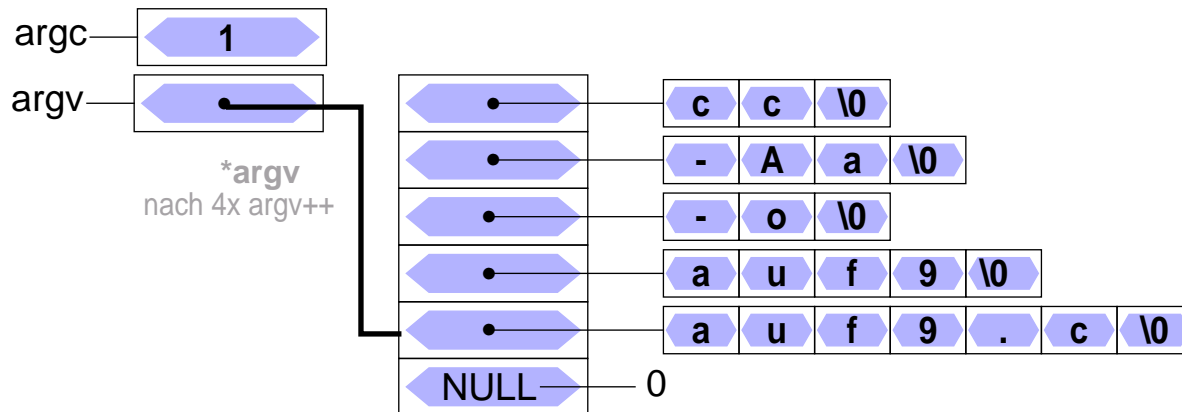 argc 1
argv
c c \0
- A a \0
*argv
nach 4x argv++
- o \0
a u f 9 \0
a u f 9 . c \0
NULL 0